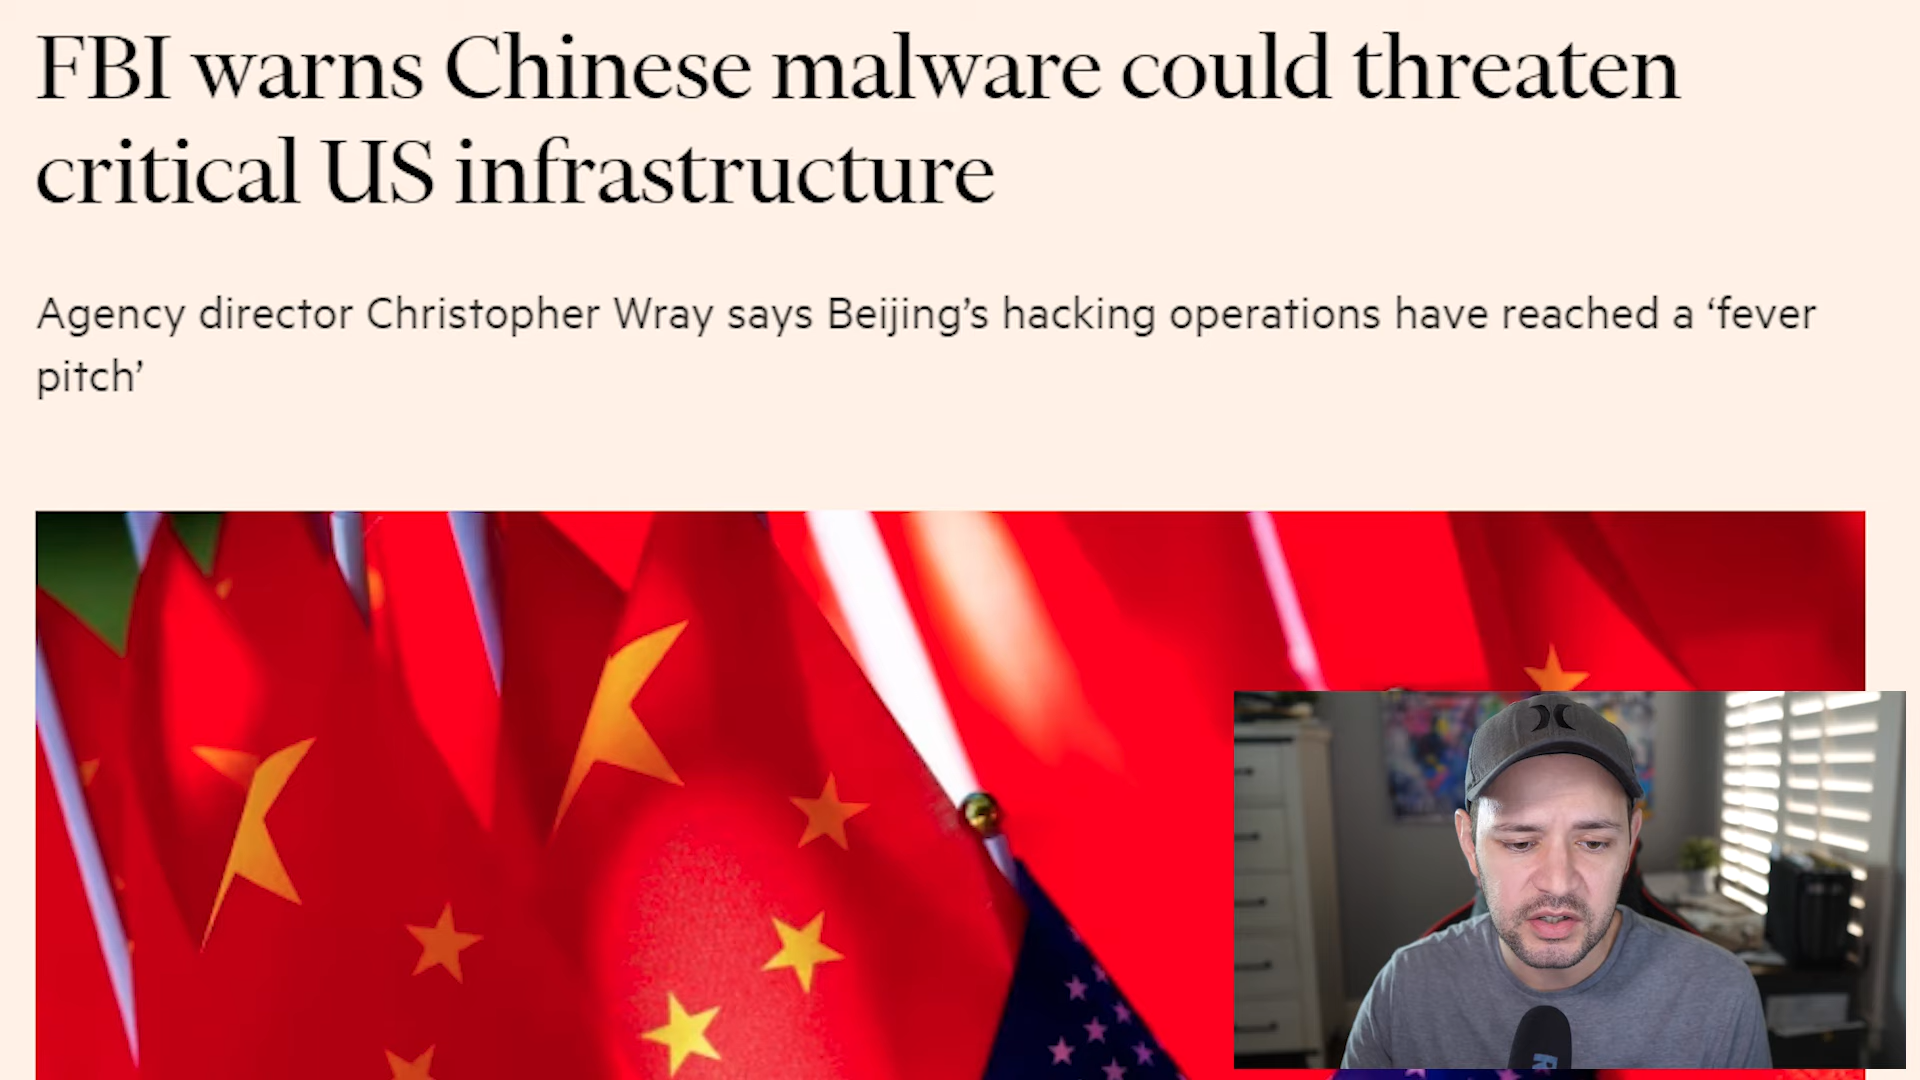 FBI warns Chinese malware could threaten
critical US infrastructure
Agency director Christopher Wray says Beijing’s hacking operations have reached a ‘fever
pitch’